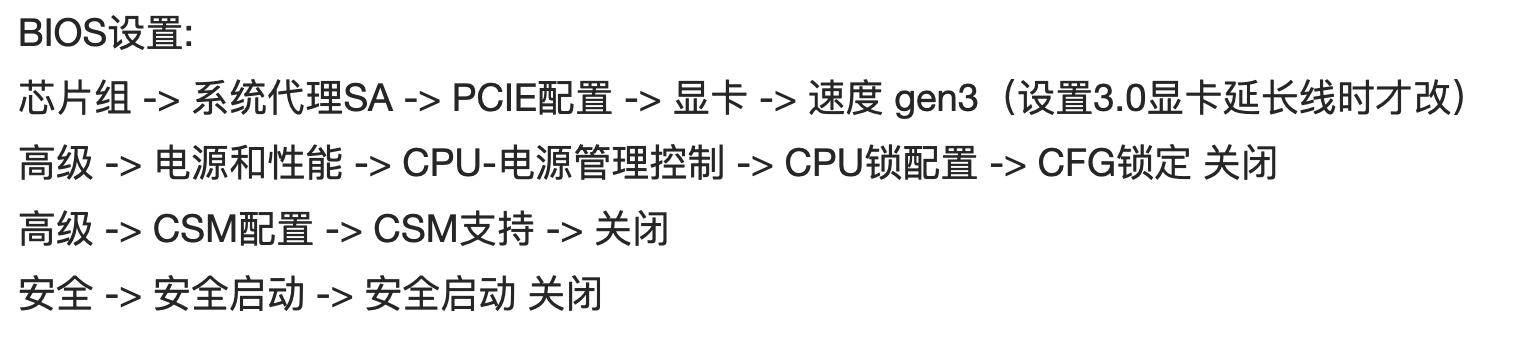 BIOS设置:
芯片组 -> 系统代理SA -> PCIE配置 -> 显卡 -> 速度 gen3（设置3.0显卡延长线时才改）
高级 -> 电源和性能 -> CPU-电源管理控制 -> CPU锁配置 -> CFG锁定 关闭
高级 -> CSM配置 -> CSM支持 -> 关闭
安全 -> 安全启动 -> 安全启动 关闭